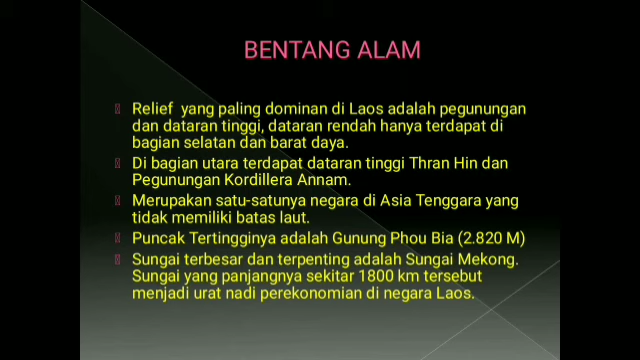 BENTANG ALAM
Relief yang paling dominan di Laos adalah pegunungan
dan dataran tinggi, dataran rendah hanya terdapat di
bagian selatan dan barat daya.
Di bagian utara terdapat dataran tinggi Thran Hin dan
Pegunungan Kordillera Annam.
Merupakan satu-satunya negara di Asia Tenggara yang
tidak memiliki batas laut.
Puncak Tertingginya adalah Gunung Phou Bia (2.820 M)
Sungai terbesar dan terpenting adalah Sungai Mekong.
Sungai yang panjangnya sekitar 1800 km tersebut
menjadi urat nadi perekonomian di negara Laos.